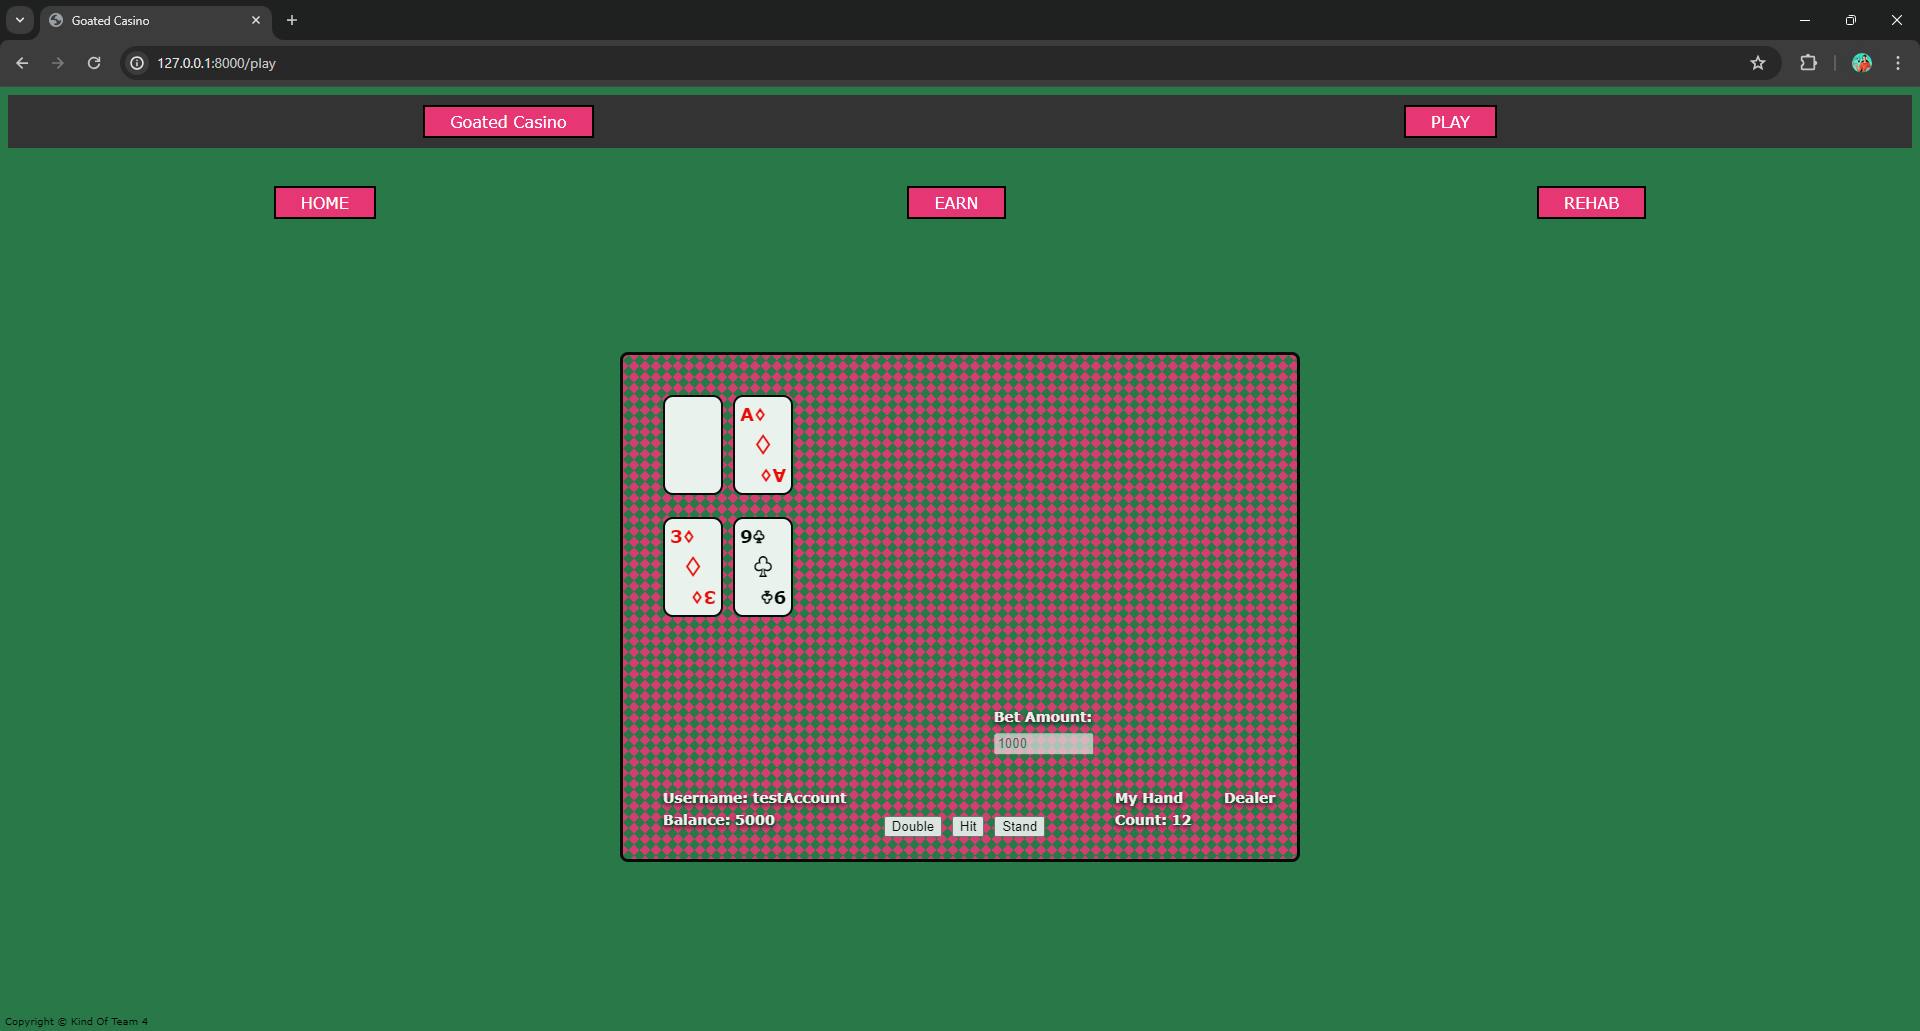 Goated Casino
127.0.0.1:8000/play
Goated Casino
PLAY
HOME
EARN
REHAB
A♢
♢
A♢
3♢
♢
3♢
9♧
♧
9♧
Bet Amount:
1000
Username: testAccount
Balance: 5000
Double
Hit
Stand
My Hand
Count: 12
Dealer
Copyright © Kind Of Team 4